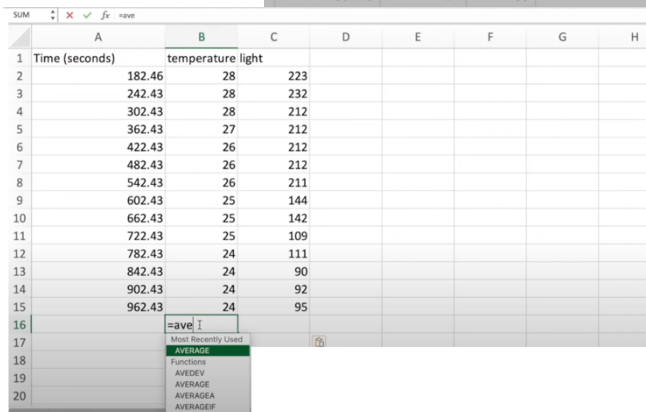 SUM fx =ave
A B C D E F G H
1 Time (seconds) temperature light
2 182.46 28 223
3 242.43 28 232
4 302.43 28 212
5 362.43 27 212
6 422.43 26 212
7 482.43 26 212
8 542.43 26 211
9 602.43 25 144
10 662.43 25 142
11 722.43 25 109
12 782.43 24 111
13 842.43 24 90
14 902.43 24 92
15 962.43 24 95
16 =ave
17 Most Recently Used
AVERAGE
18 Functions
AVEDEV
19 AVERAGE
AVERAGEA
20 AVERAGEIF